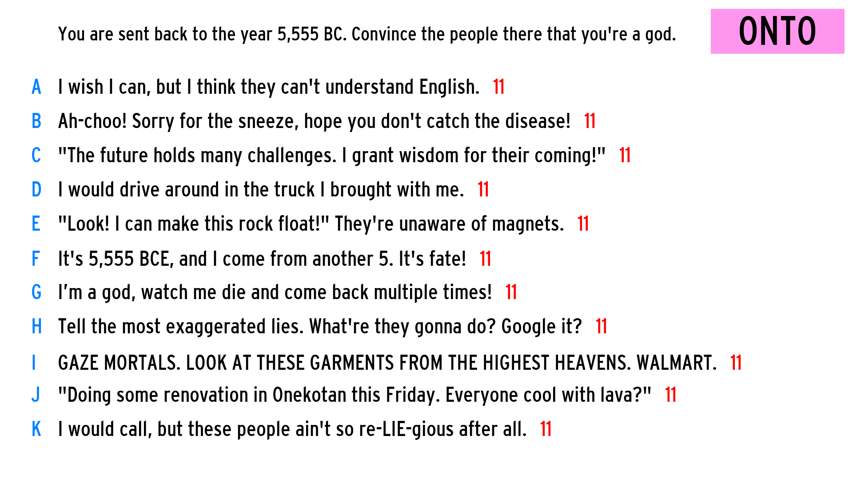 You are sent back to the year 5,555 BC. Convince the people there that you're a god.
ONTO
A I wish I can, but I think they can't understand English. 11
B Ah-choo! Sorry for the sneeze, hope you don't catch the disease! 11
C "The future holds many challenges. I grant wisdom for their coming!" 11
D I would drive around in the truck I brought with me. 11
E "Look! I can make this rock float!" They're unaware of magnets. 11
F It's 5,555 BCE, and I come from another 5. It's fate! 11
G I’m a god, watch me die and come back multiple times! 11
H Tell the most exaggerated lies. What're they gonna do? Google it? 11
I GAZE MORTALS. LOOK AT THESE GARMENTS FROM THE HIGHEST HEAVENS. WALMART. 11
J "Doing some renovation in Onekotan this Friday. Everyone cool with lava?" 11
K I would call, but these people ain't so re-LIE-gious after all. 11